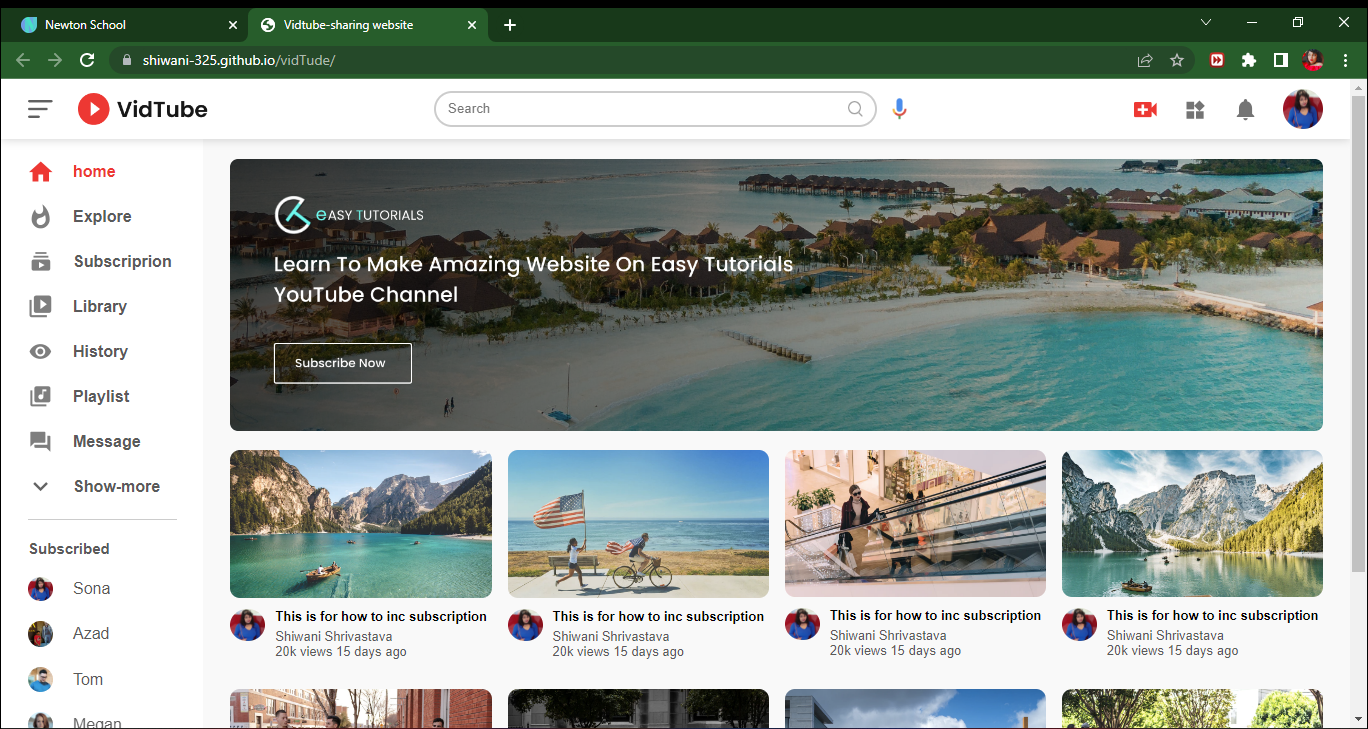 Newton School
Vidtube-sharing website
shiwani-325.github.io/vidTude/
VidTube
Search
home
Explore
Subscriprion
Library
History
Playlist
Message
Show-more
Subscribed
Sona
Azad
Tom
Megan
eASY TUTORIALS
Learn To Make Amazing Website On Easy Tutorials
YouTube Channel
Subscribe Now
This is for how to inc subscription
Shiwani Shrivastava
20k views 15 days ago
This is for how to inc subscription
Shiwani Shrivastava
20k views 15 days ago
This is for how to inc subscription
Shiwani Shrivastava
20k views 15 days ago
This is for how to inc subscription
Shiwani Shrivastava
20k views 15 days ago